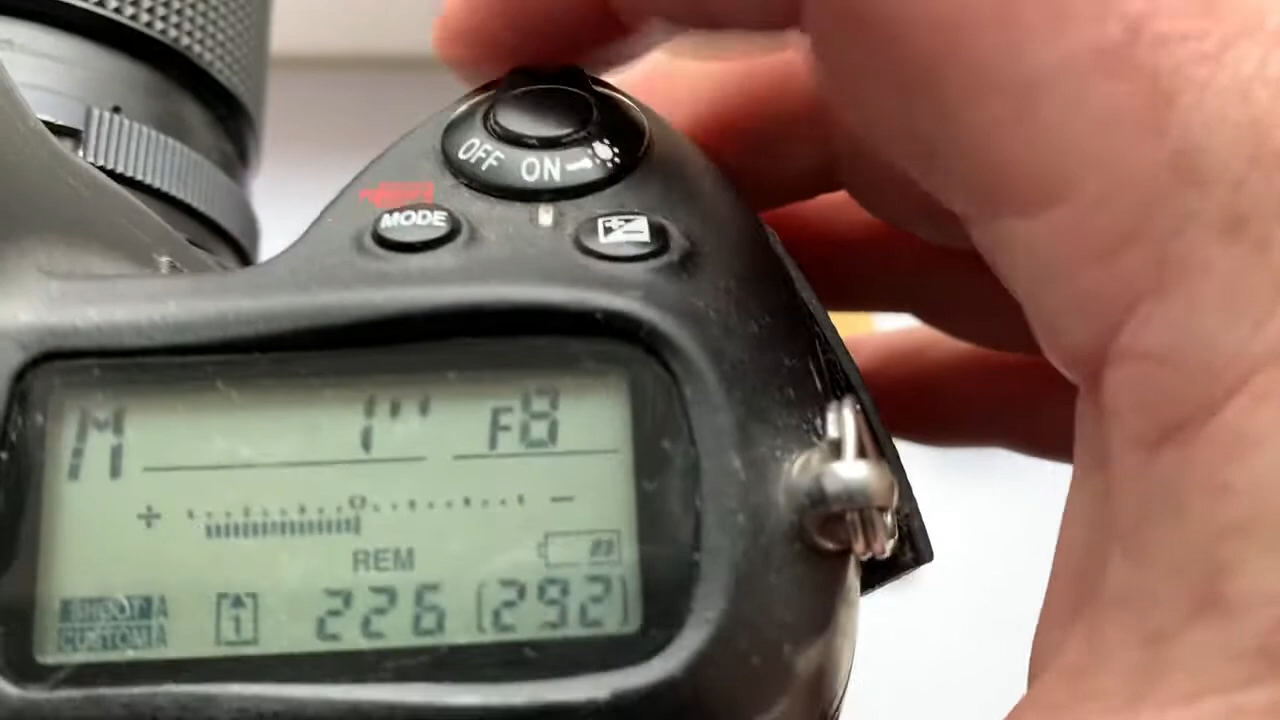 OFF ON
MODE
M 1" F8
+ 0 −
REM
SHOOT A 1 226 [292]
CUSTOM A